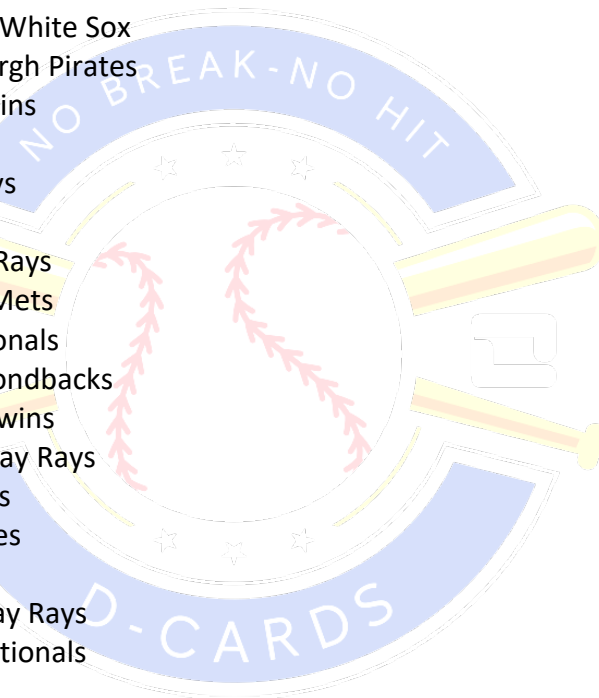 White Sox
rgh Pirates
NO BREAK-NO HIT
ins
ys
Rays
Mets
onals
ondbacks
wins
ay Rays
s
es
ay Rays
tionals
D-CARDS